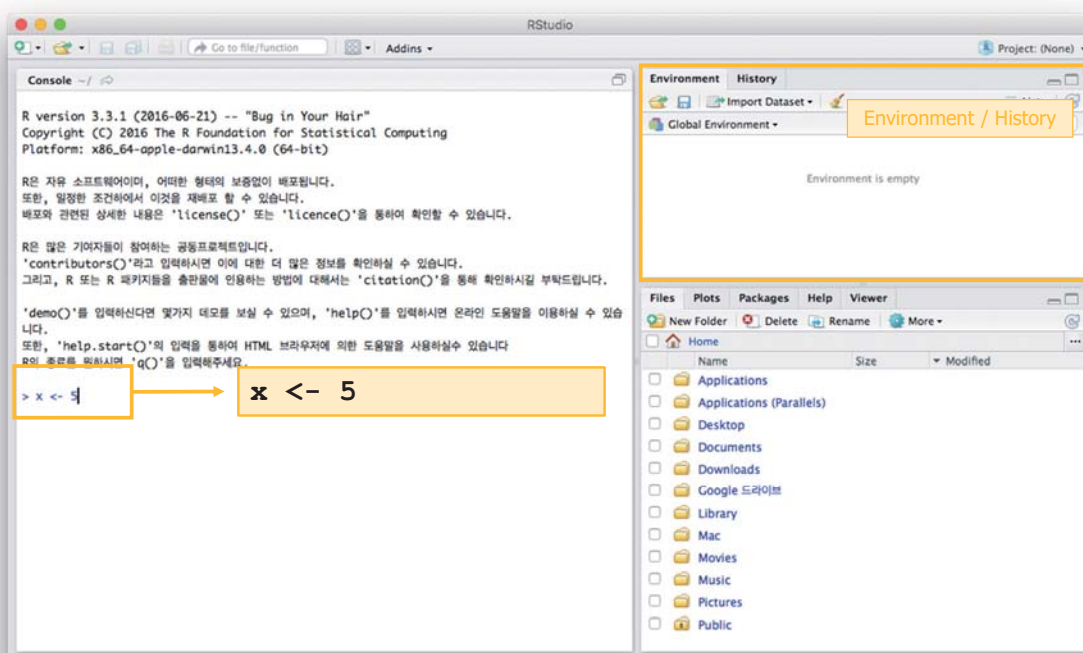 RStudio
Go to file/function
Addins
Project: (None)
Console ~/
R version 3.3.1 (2016-06-21) -- "Bug in Your Hair"
Copyright (C) 2016 The R Foundation for Statistical Computing
Platform: x86_64-apple-darwin13.4.0 (64-bit)
R은 자유 소프트웨어이며, 어떠한 형태의 보증없이 배포됩니다.
또한, 일정한 조건하에서 이것을 재배포 할 수 있습니다.
배포와 관련된 상세한 내용은 'license()' 또는 'licence()'을 통하여 확인할 수 있습니다.
R은 많은 기여자들이 참여하는 공동프로젝트입니다.
'contributors()'라고 입력하시면 이에 대한 더 많은 정보를 확인하실 수 있습니다.
그리고, R 또는 R 패키지들을 출판물에 인용하는 방법에 대해서는 'citation()'을 통해 확인하시길 부탁드립니다.
'demo()'를 입력하신다면 몇가지 데모를 보실 수 있으며, 'help()'를 입력하시면 온라인 도움말을 이용하실 수 있습
니다.
또한, 'help.start()'의 입력을 통하여 HTML 브라우저에 의한 도움말을 사용하실수 있습니다
R의 종료를 원하시면 'q()'을 입력해주세요.
> x <- 5
x <- 5
Environment History
Import Dataset
Global Environment
Environment / History
Environment is empty
Files Plots Packages Help Viewer
New Folder Delete Rename More
Home
Name Size Modified
Applications
Applications (Parallels)
Desktop
Documents
Downloads
Google 드라이브
Library
Mac
Movies
Music
Pictures
Public